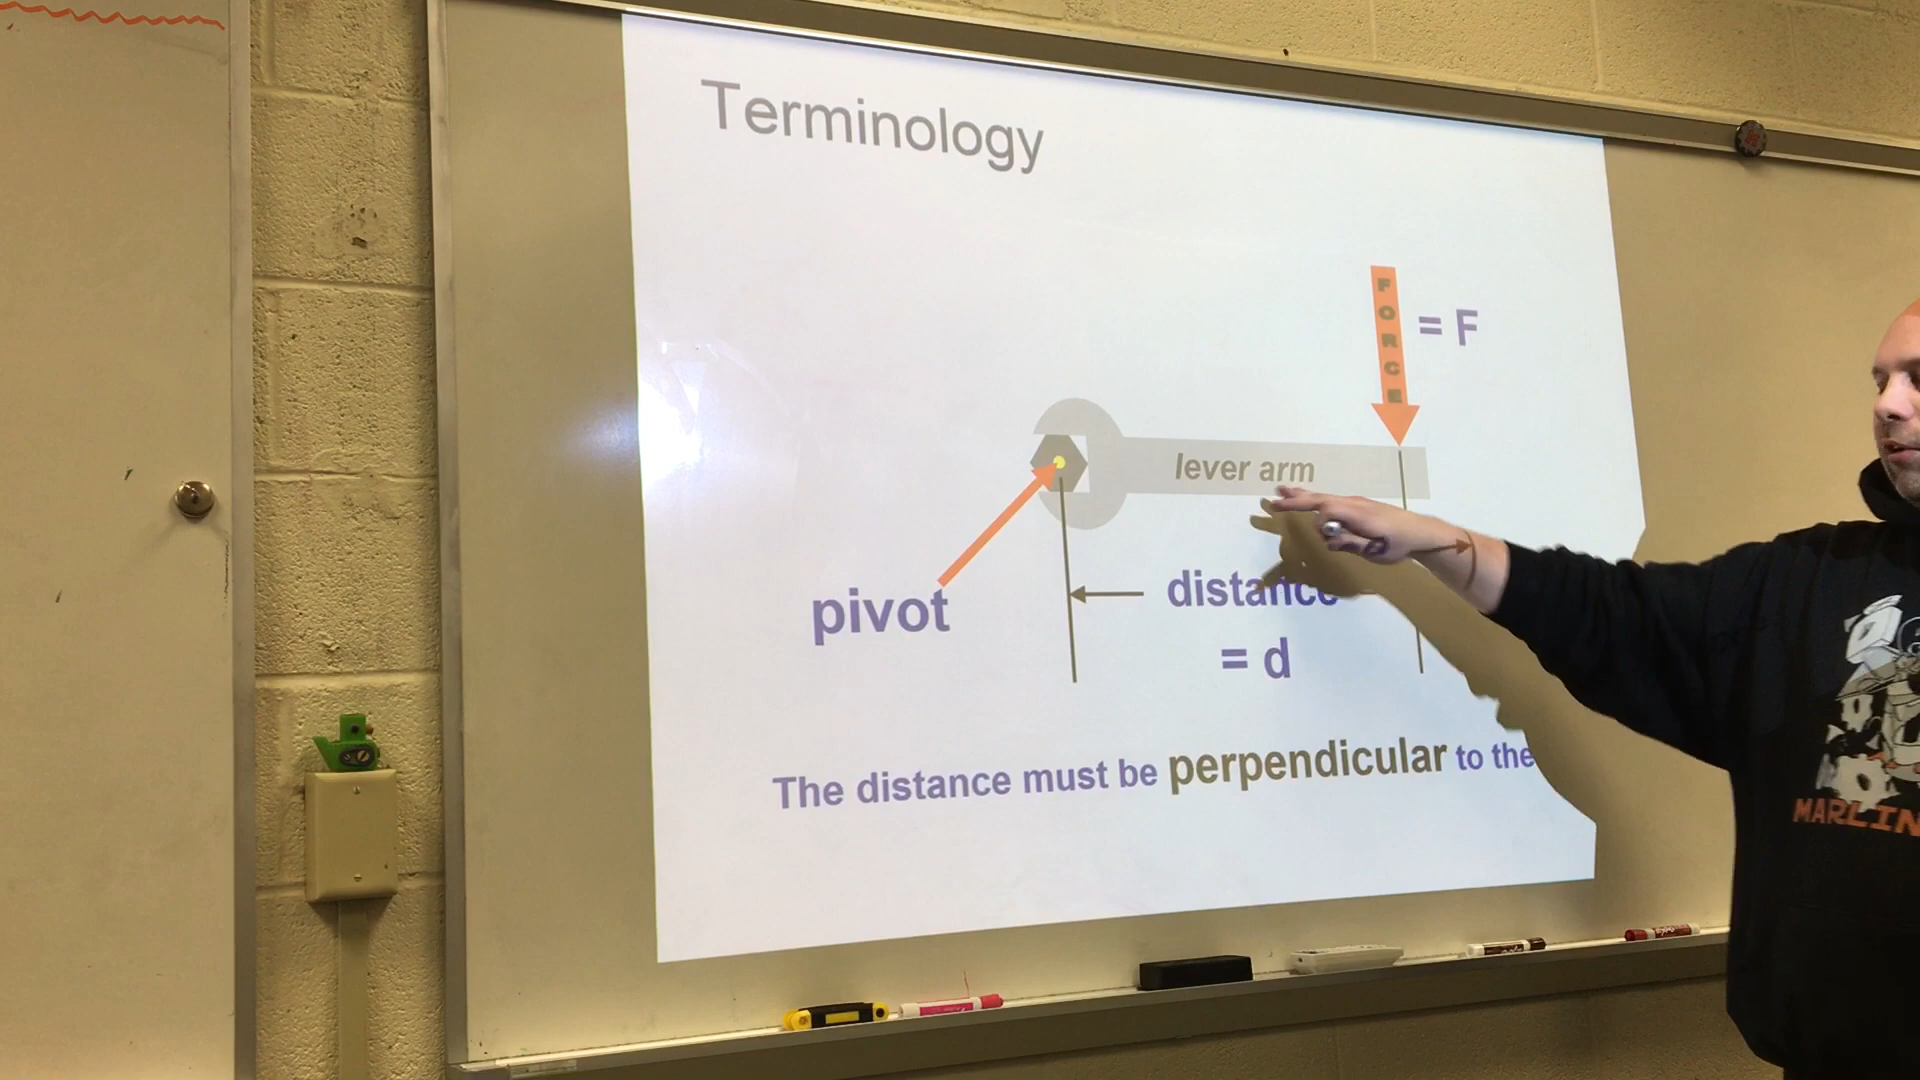 Terminology
FORCE
= F
lever arm
pivot
distance
= d
The distance must be perpendicular to the
MARLIN